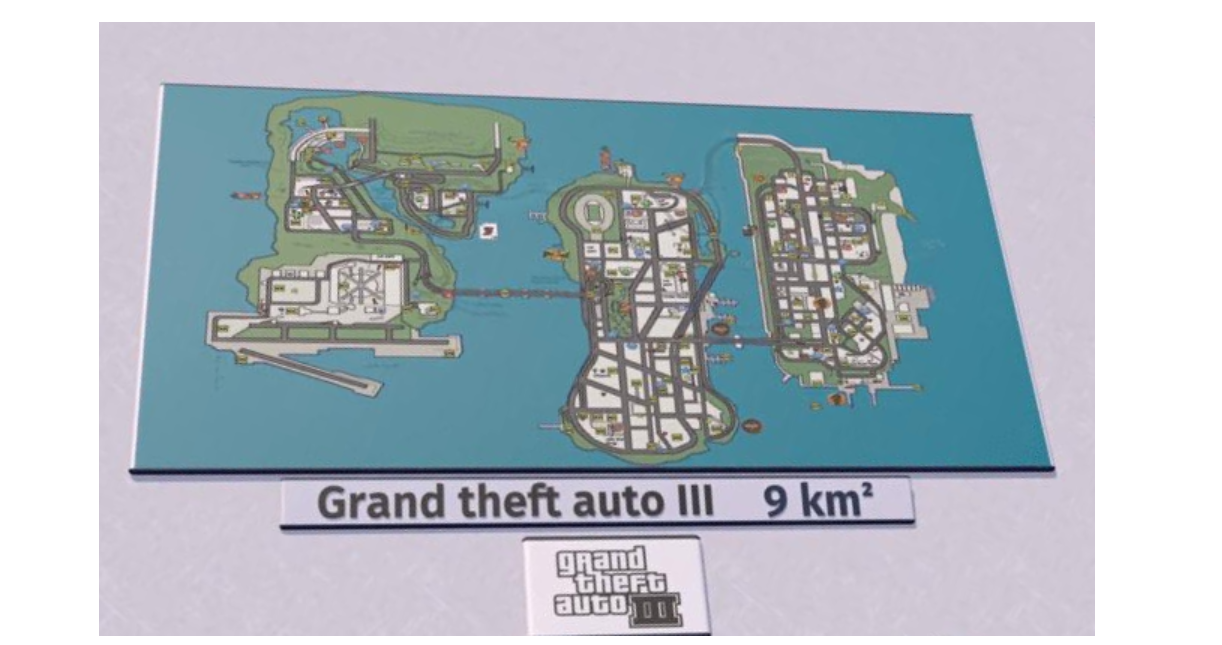 Grand theft auto III 9 km²
grand
theft
auto III